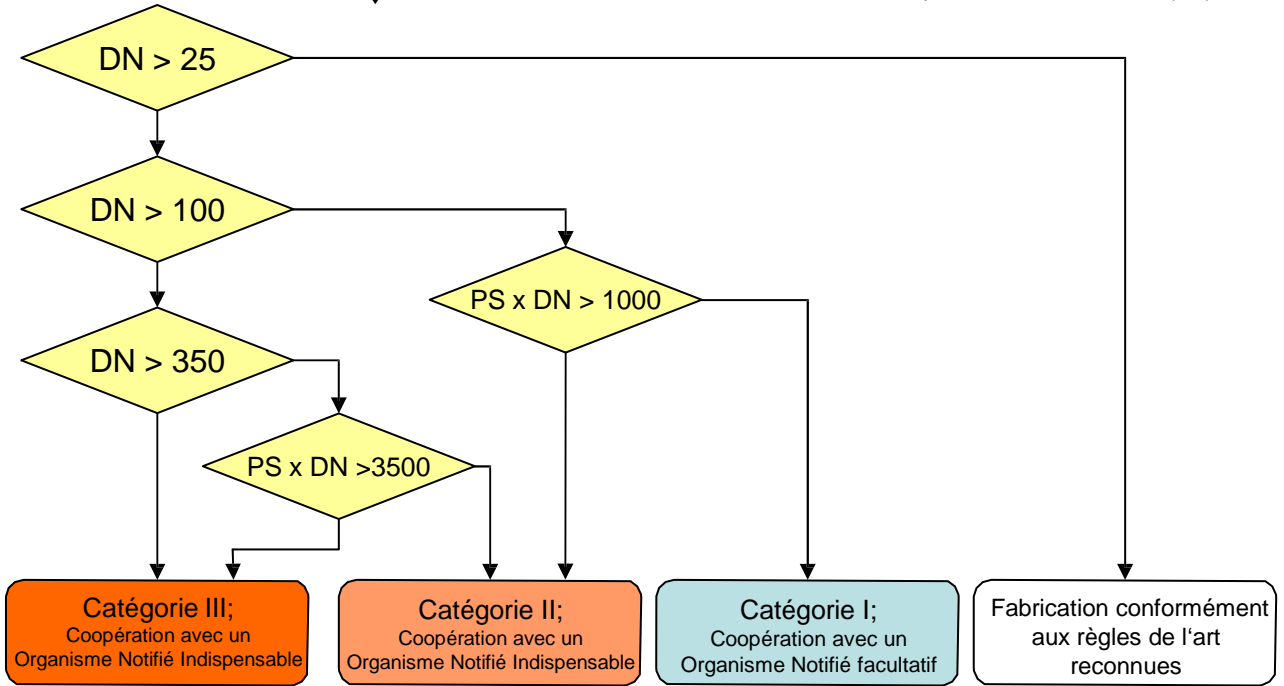 DN > 25
DN > 100
PS x DN > 1000
DN > 350
PS x DN >3500
Catégorie III;
Coopération avec un
Organisme Notifié Indispensable
Catégorie II;
Coopération avec un
Organisme Notifié Indispensable
Catégorie I;
Coopération avec un
Organisme Notifié facultatif
Fabrication conformément
aux règles de l‘art
reconnues